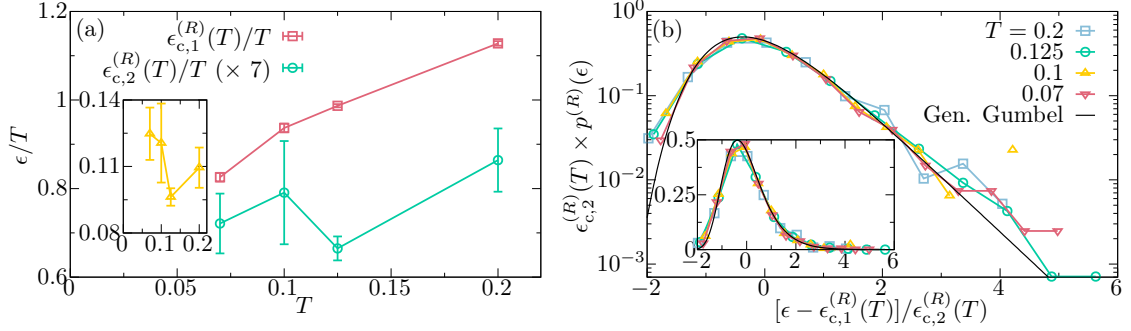 (a)
ϵ_{c,1}^{(R)}(T)/T
ϵ_{c,2}^{(R)}(T)/T (× 7)
1.2
1
0.8
0.6
ϵ/T
0 0.05 0.1 0.15 0.2
T
0.14
0.11
0.08
0 0.1 0.2
(b)
T = 0.2
0.125
0.1
0.07
Gen. Gumbel
10^0
10^{-1}
10^{-2}
10^{-3}
ϵ_{c,2}^{(R)}(T) × p^{(R)}(ϵ)
-2 0 2 4 6
[ϵ − ϵ_{c,1}^{(R)}(T)]/ϵ_{c,2}^{(R)}(T)
0.5
0.25
0
-2 0 2 4 6